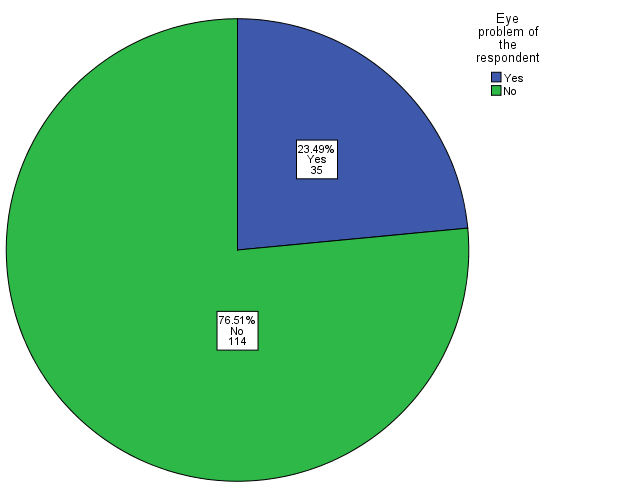 Eye
problem of
the
respondent
Yes
No
23.49%
Yes
35
76.51%
No
114